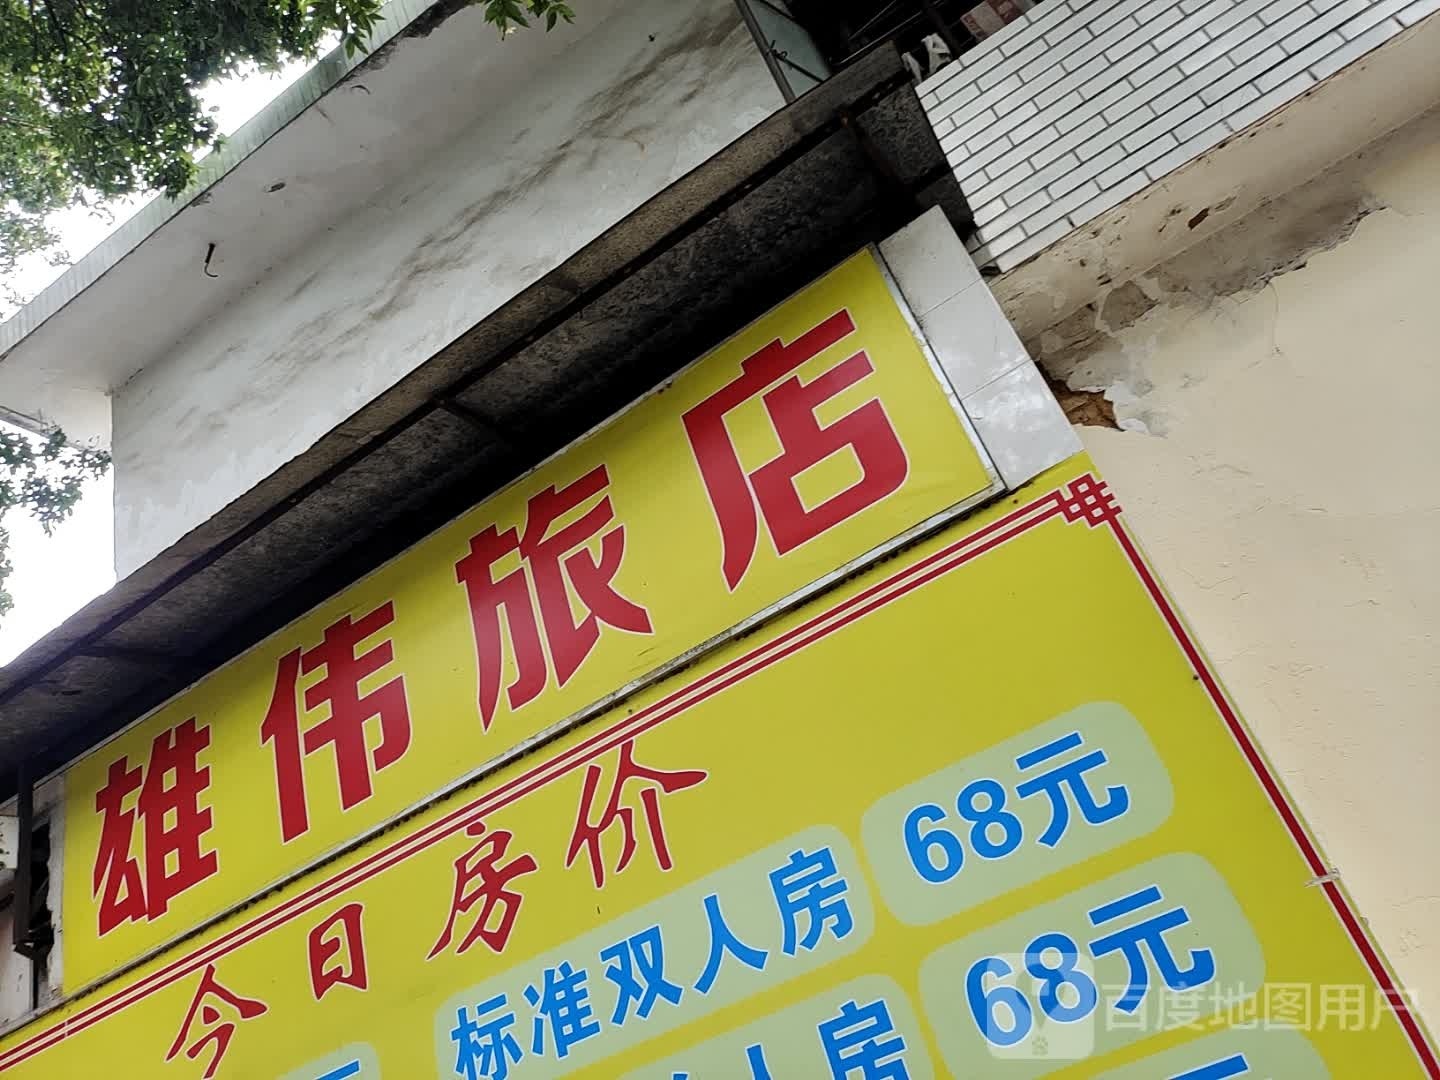 雄伟旅店
今日房价
标准双人房 68元
人房 68元
百度地图用户